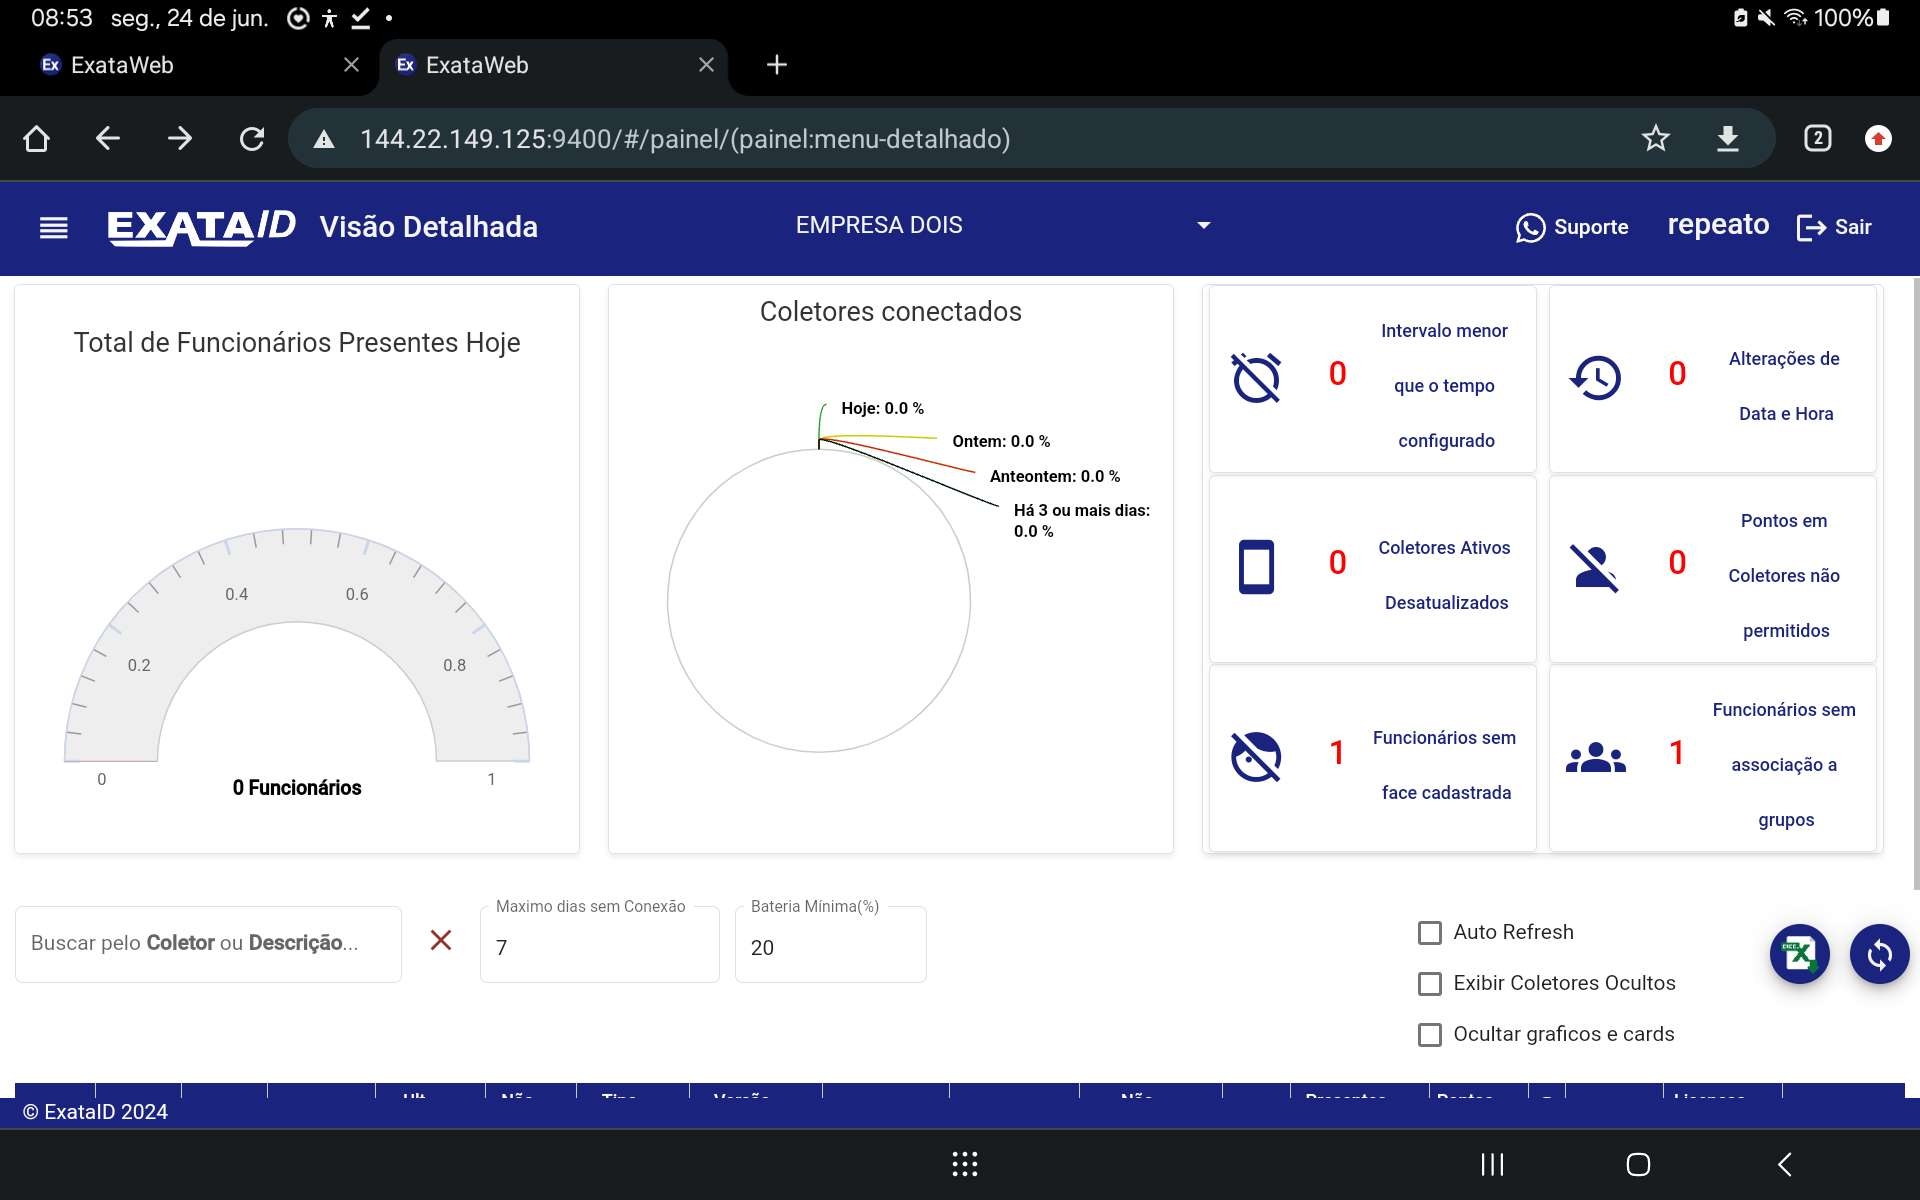 08:53 seg., 24 de jun.
100%
Ex ExataWeb
Ex ExataWeb
144.22.149.125:9400/#/painel/(painel:menu-detalhado)
2
EXATAID Visão Detalhada
EMPRESA DOIS
Suporte
repeato
Sair
Total de Funcionários Presentes Hoje
0
0.2
0.4
0.6
0.8
1
0 Funcionários
Coletores conectados
Hoje: 0.0 %
Ontem: 0.0 %
Anteontem: 0.0 %
Há 3 ou mais dias:
0.0 %
0
Intervalo menor
que o tempo
configurado
0
Alterações de
Data e Hora
0
Coletores Ativos
Desatualizados
0
Pontos em
Coletores não
permitidos
1
Funcionários sem
face cadastrada
1
Funcionários sem
associação a
grupos
Buscar pelo Coletor ou Descrição...
Maximo dias sem Conexão
7
Bateria Mínima(%)
20
Auto Refresh
Exibir Coletores Ocultos
Ocultar graficos e cards
© ExataID 2024